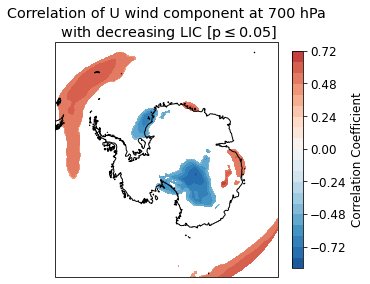 Correlation of U wind component at 700 hPa
with decreasing LIC [p ≤ 0.05]
0.72
0.48
0.24
0.00
−0.24
−0.48
−0.72
Correlation Coefficient